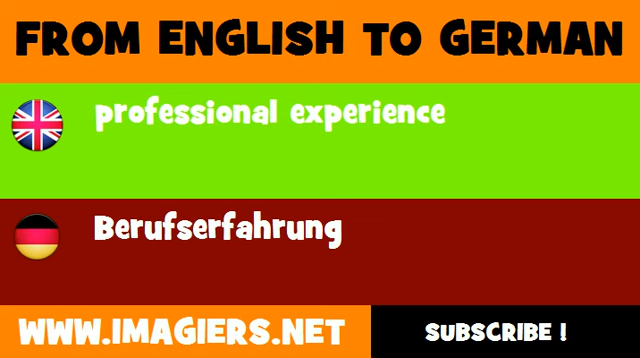 FROM ENGLISH TO GERMAN
professional experience
Berufserfahrung
WWW.IMAGIERS.NET
SUBSCRIBE !